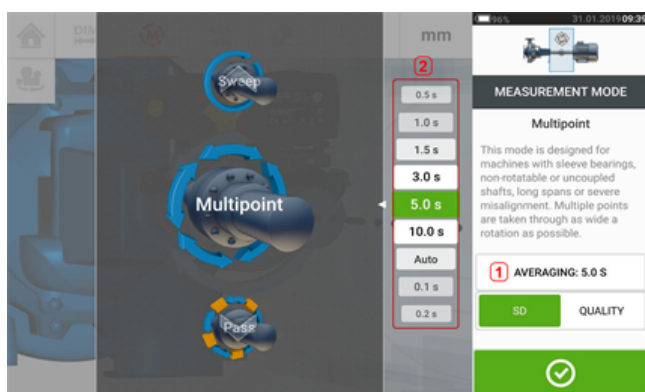 DIM
mm
Sweep
Multipoint
Pass
2
0.5 s
1.0 s
1.5 s
3.0 s
5.0 s
10.0 s
Auto
0.1 s
0.2 s
96%
31.01.2019 09:39
MEASUREMENT MODE
Multipoint
This mode is designed for
machines with sleeve bearings,
non-rotatable or uncoupled
shafts, long spans or severe
misalignment. Multiple points
are taken through as wide a
rotation as possible.
1 AVERAGING: 5.0 S
SD QUALITY